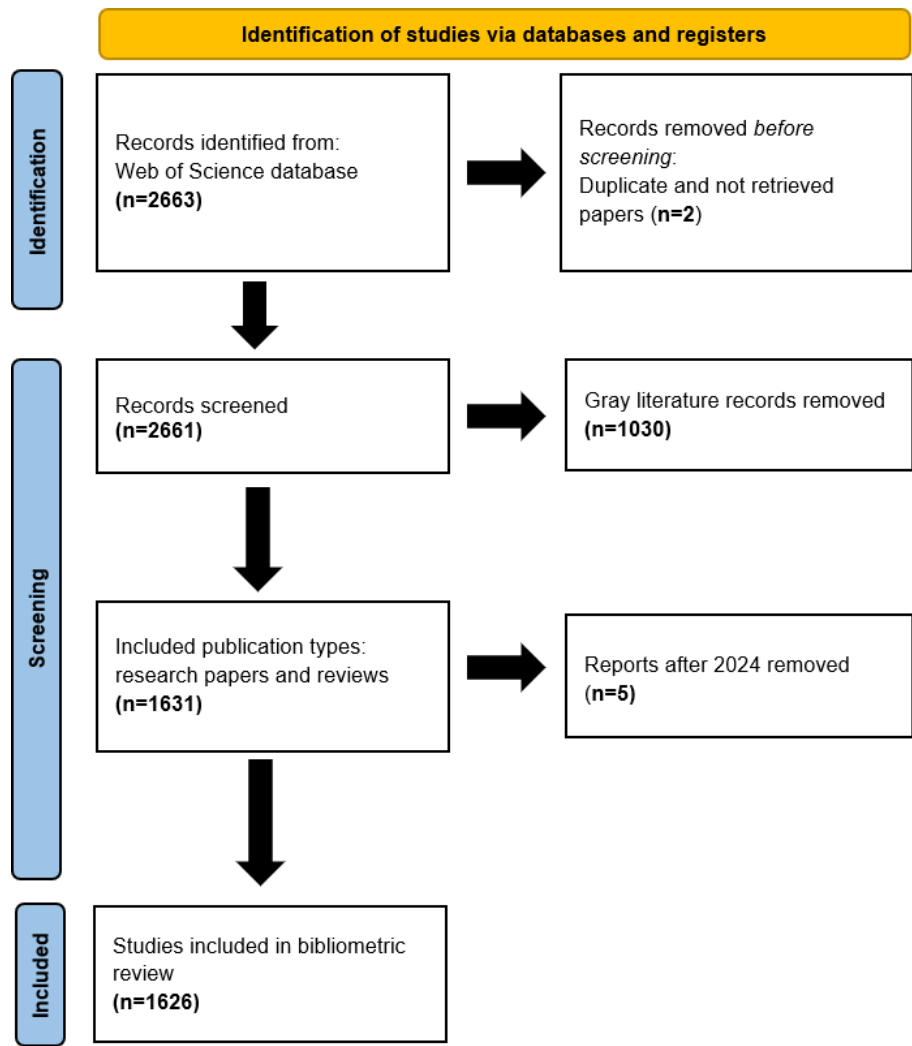 Identification of studies via databases and registers
Identification
Records identified from:
Web of Science database
(n=2663)
Records removed before
screening:
Duplicate and not retrieved
papers (n=2)
Screening
Records screened
(n=2661)
Gray literature records removed
(n=1030)
Included publication types:
research papers and reviews
(n=1631)
Reports after 2024 removed
(n=5)
Included
Studies included in bibliometric
review
(n=1626)